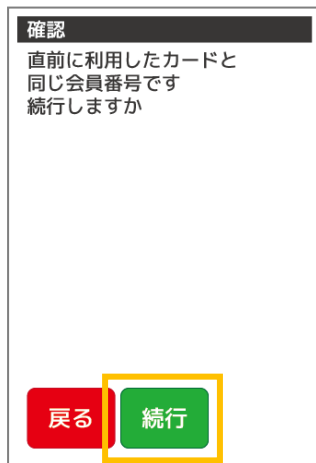 確認
直前に利用したカードと
同じ会員番号です
続行しますか
戻る
続行